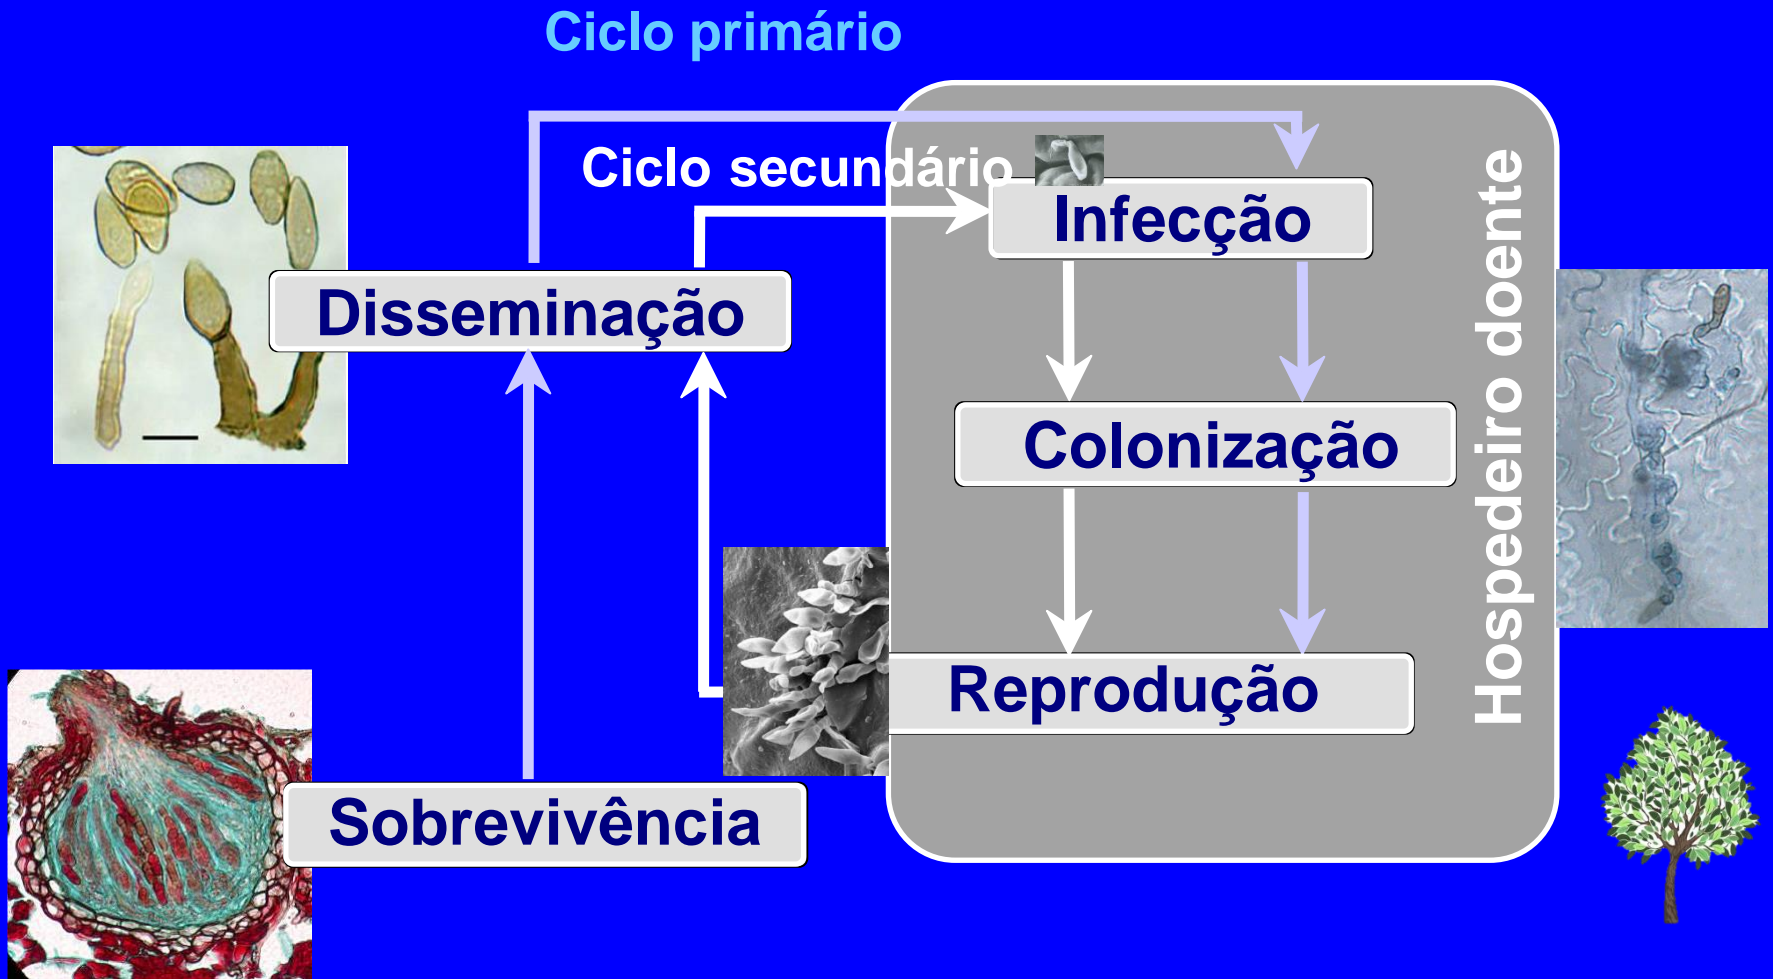 Ciclo primário
Ciclo secundário
Infecção
Disseminação
Colonização
Reprodução
Sobrevivência
Hospedeiro doente